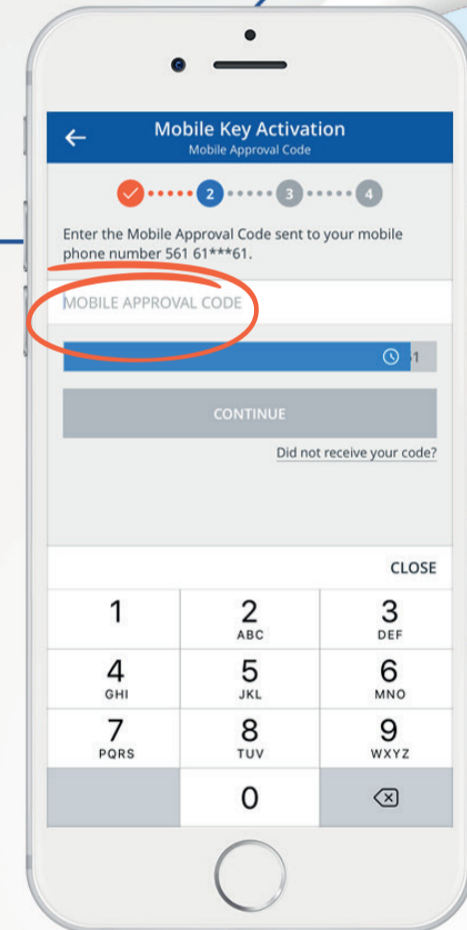 Mobile Key Activation
Mobile Approval Code
2
3
4
Enter the Mobile Approval Code sent to your mobile
phone number 561 61***61.
MOBILE APPROVAL CODE
CONTINUE
Did not receive your code?
CLOSE
1
2
3
ABC
DEF
4
5
6
GHI
JKL
MNO
7
8
9
PQRS
TUV
WXYZ
0